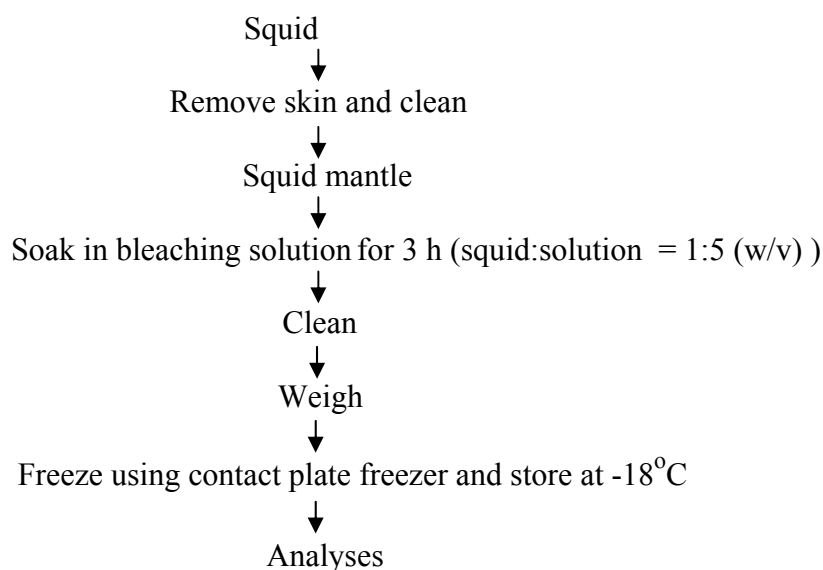 Squid
Remove skin and clean
Squid mantle
Soak in bleaching solution for 3 h (squid:solution = 1:5 (w/v) )
Clean
Weigh
Freeze using contact plate freezer and store at -18°C
Analyses